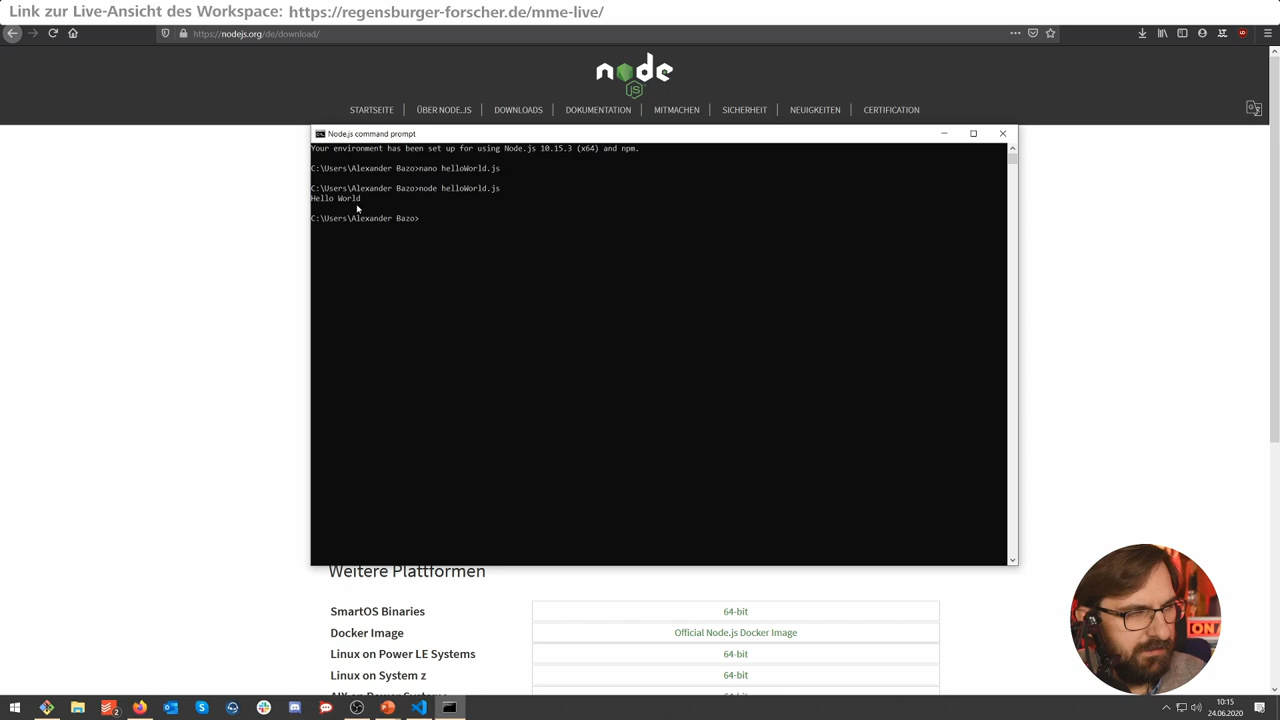 Link zur Live-Ansicht des Workspace: https://regensburger-forscher.de/mme-live/
https://nodejs.org/de/download/
node
JS
STARTSEITE
ÜBER NODE.JS
DOWNLOADS
DOKUMENTATION
MITMACHEN
SICHERHEIT
NEUIGKEITEN
CERTIFICATION
Node.js command prompt
Your environment has been set up for using Node.js 10.15.3 (x64) and npm.
C:\Users\Alexander Bazo>nano helloWorld.js
C:\Users\Alexander Bazo>node helloWorld.js
Hello World
C:\Users\Alexander Bazo>
Weitere Plattformen
SmartOS Binaries 64-bit
Docker Image Official Node.js Docker Image
Linux on Power LE Systems 64-bit
Linux on System z 64-bit
ON
10:15
24.06.2020